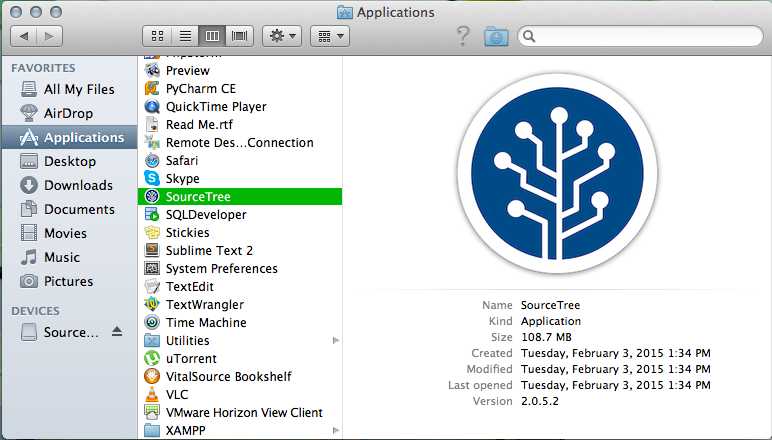 Applications
FAVORITES
All My Files
AirDrop
Applications
Desktop
Downloads
Documents
Movies
Music
Pictures
DEVICES
Source...
Preview
PyCharm CE
QuickTime Player
Read Me.rtf
Remote Des...Connection
Safari
Skype
SourceTree
SQLDeveloper
Stickies
Sublime Text 2
System Preferences
TextEdit
TextWrangler
Time Machine
Utilities
uTorrent
VitalSource Bookshelf
VLC
VMware Horizon View Client
XAMPP
Name SourceTree
Kind Application
Size 108.7 MB
Created Tuesday, February 3, 2015 1:34 PM
Modified Tuesday, February 3, 2015 1:34 PM
Last opened Tuesday, February 3, 2015 1:34 PM
Version 2.0.5.2